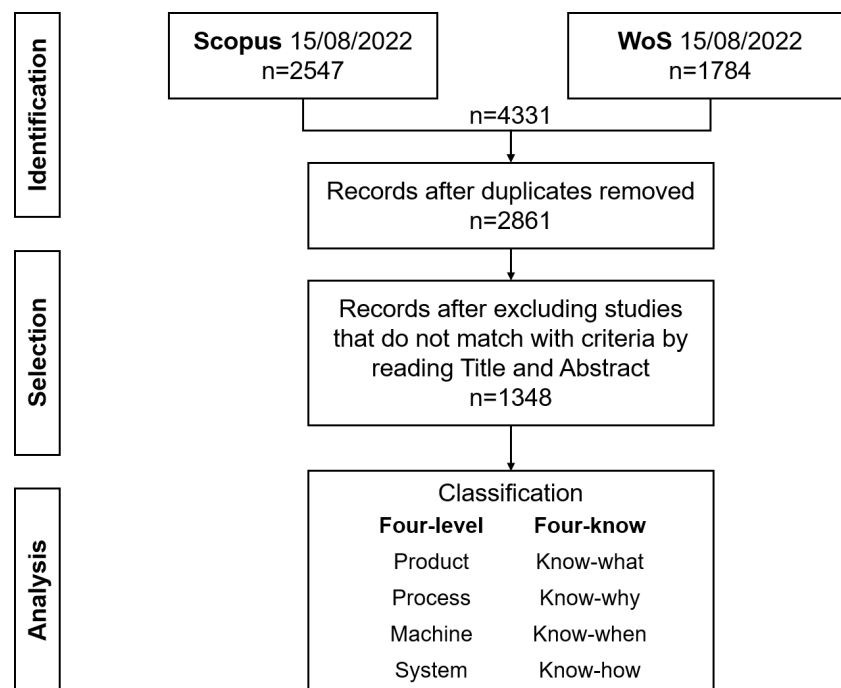 Identification
Scopus 15/08/2022
n=2547
WoS 15/08/2022
n=1784
n=4331
Records after duplicates removed
n=2861
Selection
Records after excluding studies
that do not match with criteria by
reading Title and Abstract
n=1348
Analysis
Classification
Four-level Four-know
Product Know-what
Process Know-why
Machine Know-when
System Know-how